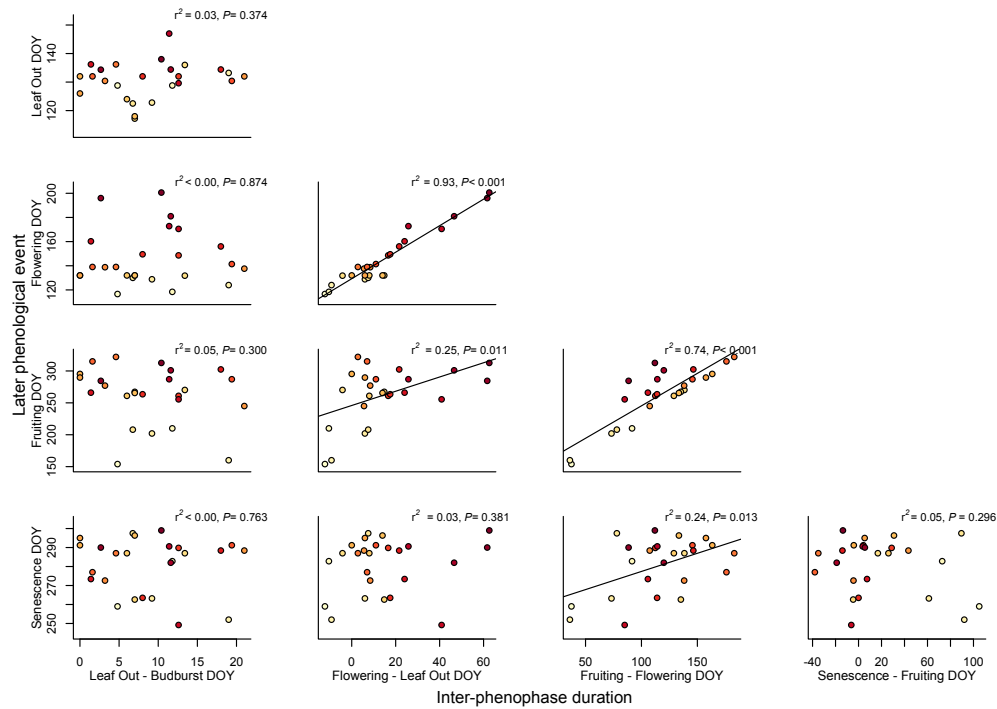 r² = 0.03, P= 0.374
Leaf Out DOY
120 140
r² < 0.00, P= 0.874
r² = 0.93, P< 0.001
Later phenological event
Flowering DOY
120 160 200
r² = 0.05, P= 0.300
r² = 0.25, P= 0.011
r² = 0.74, P< 0.001
Fruiting DOY
150 200 250 300
r² < 0.00, P= 0.763
r² = 0.03, P= 0.381
r² = 0.24, P= 0.013
r² = 0.05, P= 0.296
Senescence DOY
250 270 290
0 5 10 15 20
0 20 40 60
50 100 150
-40 0 20 60 100
Leaf Out - Budburst DOY
Flowering - Leaf Out DOY
Fruiting - Flowering DOY
Senescence - Fruiting DOY
Inter-phenophase duration